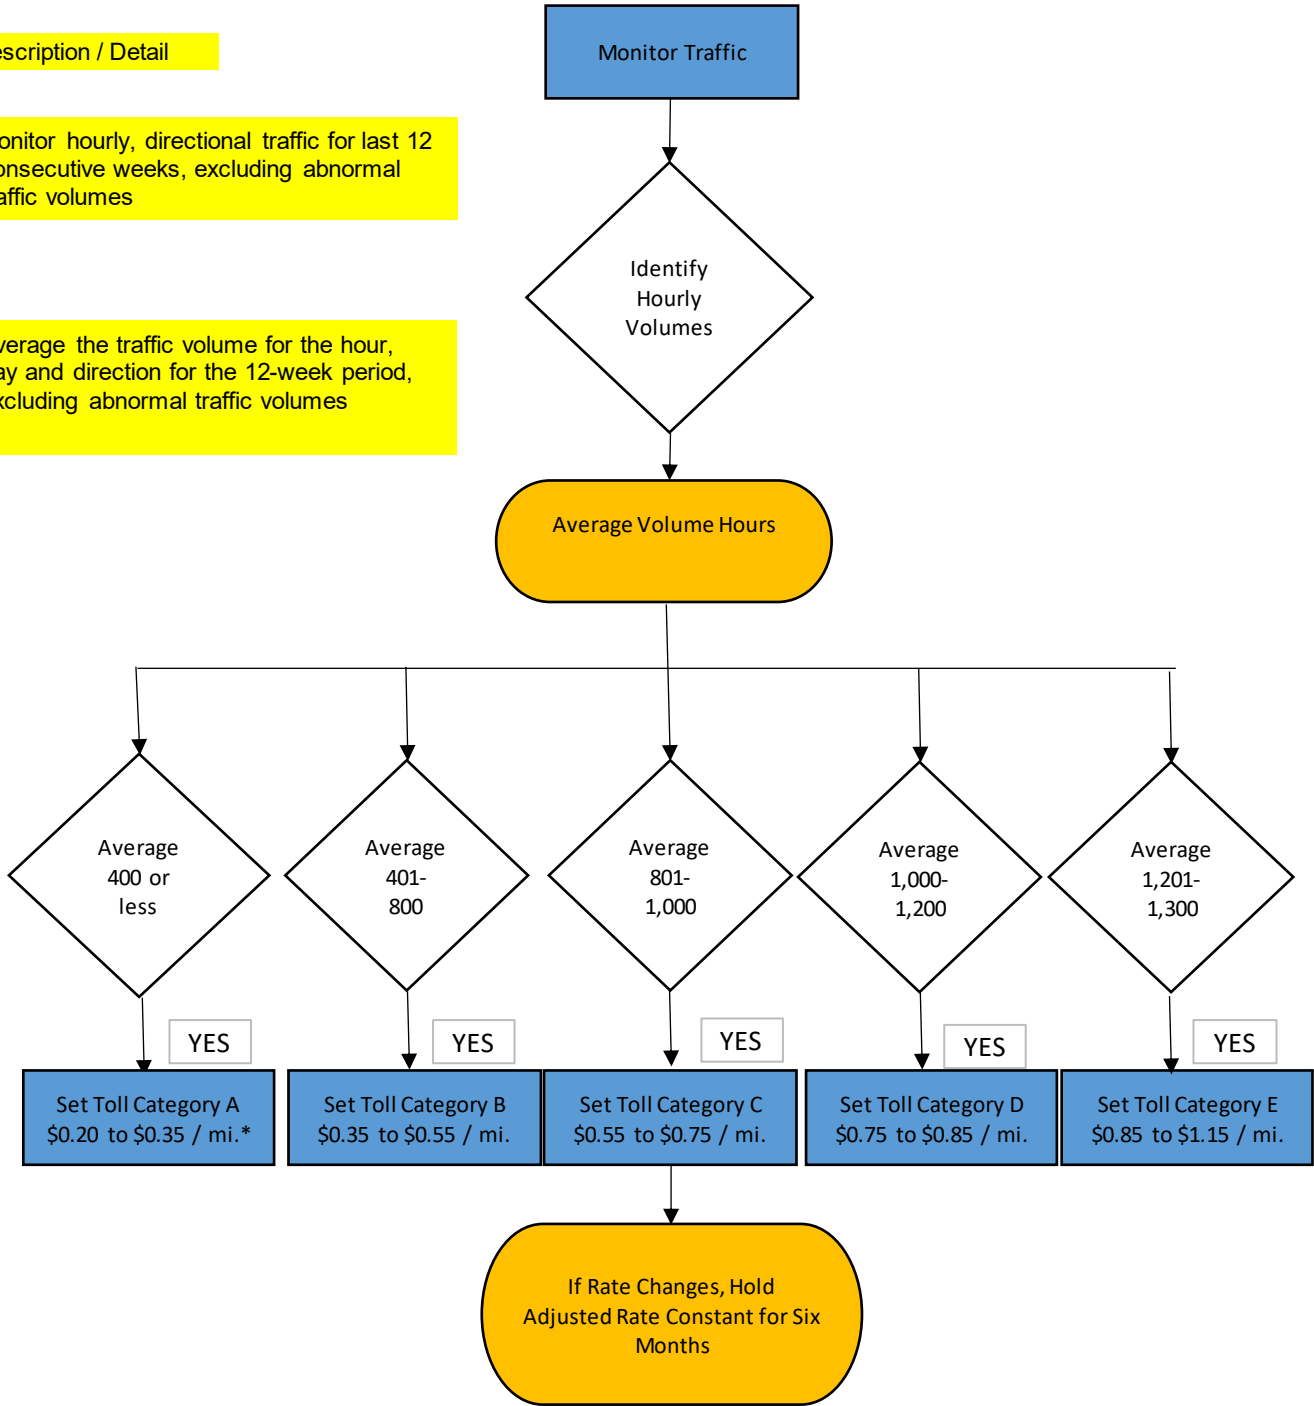 Monitor Traffic
escription / Detail
onitor hourly, directional traffic for last 12
onsecutive weeks, excluding abnormal
affic volumes
Identify
Hourly
Volumes
verage the traffic volume for the hour,
ay and direction for the 12-week period,
xcluding abnormal traffic volumes
Average Volume Hours
Average
400 or
less
Average
401-
800
Average
801-
1,000
Average
1,000-
1,200
Average
1,201-
1,300
YES
YES
YES
YES
YES
Set Toll Category A
$0.20 to $0.35 / mi.*
Set Toll Category B
$0.35 to $0.55 / mi.
Set Toll Category C
$0.55 to $0.75 / mi.
Set Toll Category D
$0.75 to $0.85 / mi.
Set Toll Category E
$0.85 to $1.15 / mi.
If Rate Changes, Hold
Adjusted Rate Constant for Six
Months